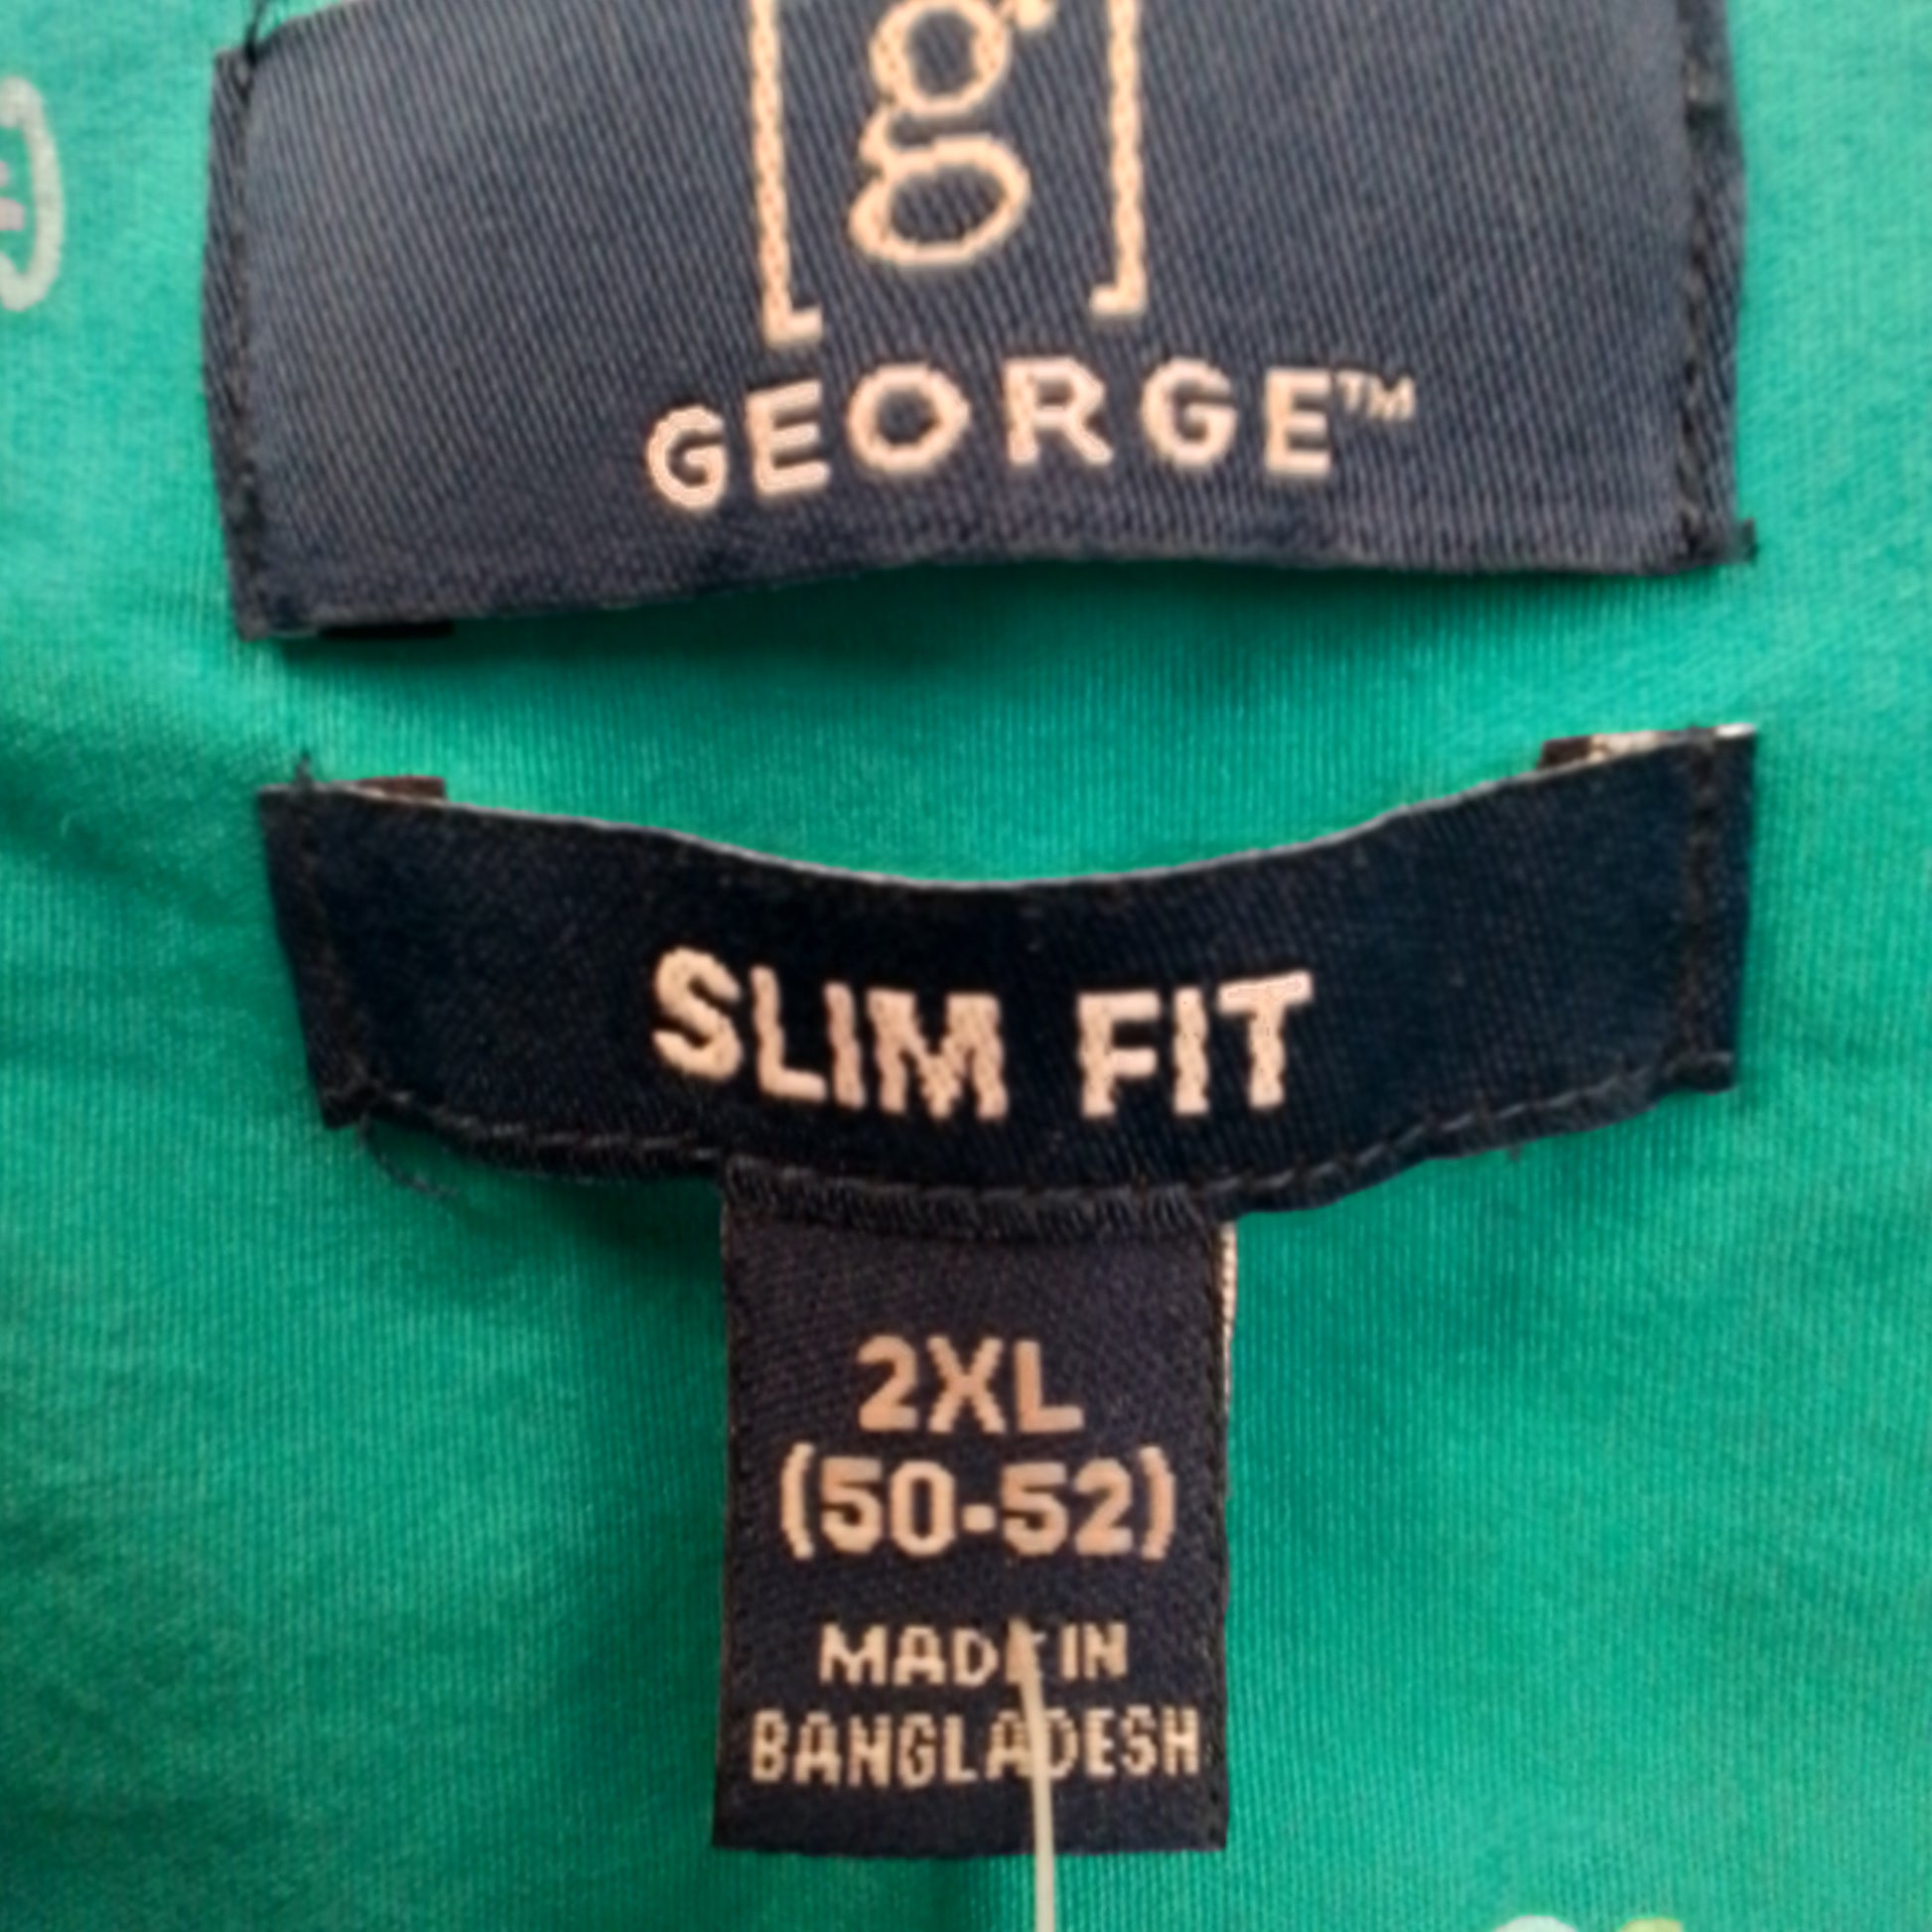 [g]
GEORGE™
SLIM FIT
2XL
(50-52)
MADE IN
BANGLADESH